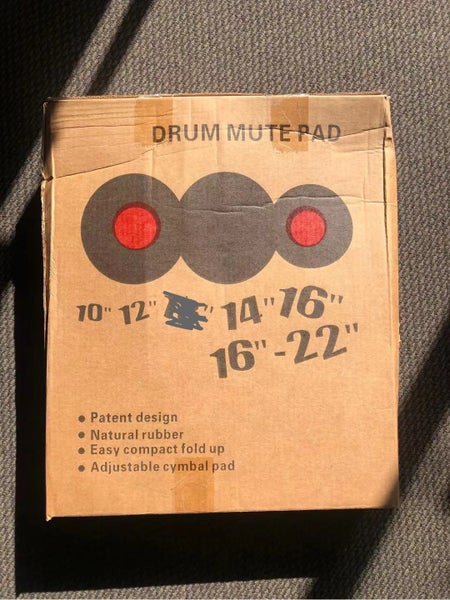 DRUM MUTE PAD
10" 12" " 14" 16"
16" - 22"
● Patent design
● Natural rubber
● Easy compact fold up
● Adjustable cymbal pad